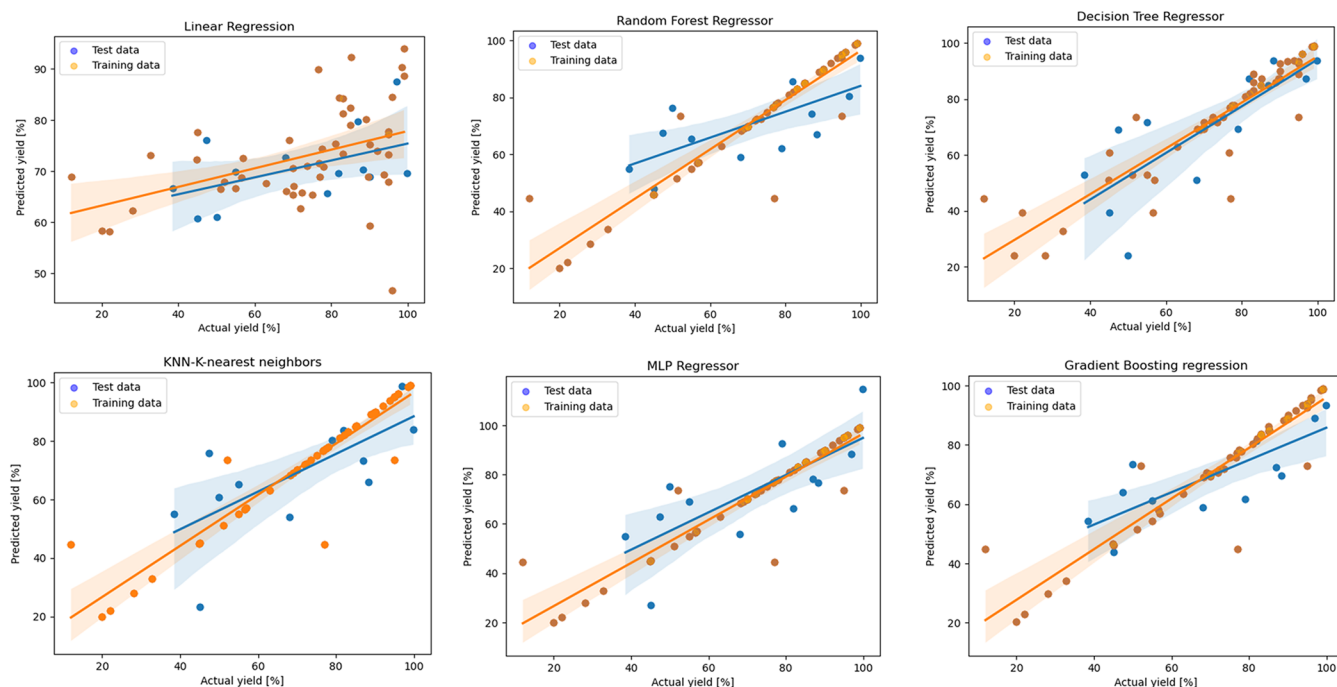 Linear Regression
Test data
Training data
90
80
70
60
50
Predicted yield [%]
20 40 60 80 100
Actual yield [%]
Random Forest Regressor
Test data
Training data
100
80
60
40
20
Predicted yield [%]
20 40 60 80 100
Actual yield [%]
Decision Tree Regressor
Test data
Training data
100
80
60
40
20
Predicted yield [%]
20 40 60 80 100
Actual yield [%]
KNN-K-nearest neighbors
Test data
Training data
100
80
60
40
20
Predicted yield [%]
20 40 60 80 100
Actual yield [%]
MLP Regressor
Test data
Training data
100
80
60
40
20
Predicted yield [%]
20 40 60 80 100
Actual yield [%]
Gradient Boosting regression
Test data
Training data
100
80
60
40
20
Predicted yield [%]
20 40 60 80 100
Actual yield [%]